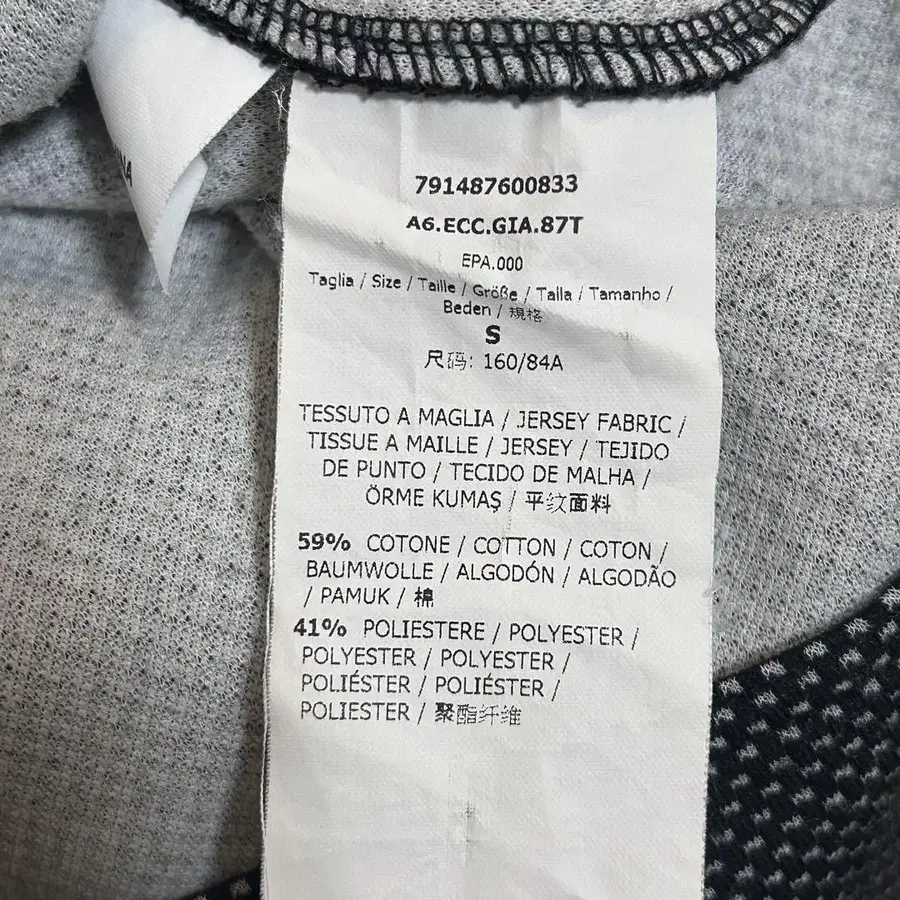 791487600833
A6.ECC.GIA.87T
EPA.000
Taglia / Size / Taille / Größe / Talla / Tamanho /
Beden / 規格
S
尺码: 160/84A
TESSUTO A MAGLIA / JERSEY FABRIC /
TISSUE A MAILLE / JERSEY / TEJIDO
DE PUNTO / TECIDO DE MALHA /
ÖRME KUMAŞ / 平纹面料
59% COTONE / COTTON / COTON /
BAUMWOLLE / ALGODÓN / ALGODÃO
/ PAMUK / 棉
41% POLIESTERE / POLYESTER /
POLYESTER / POLYESTER /
POLIÉSTER / POLIÉSTER /
POLIESTER / 聚酯纤维